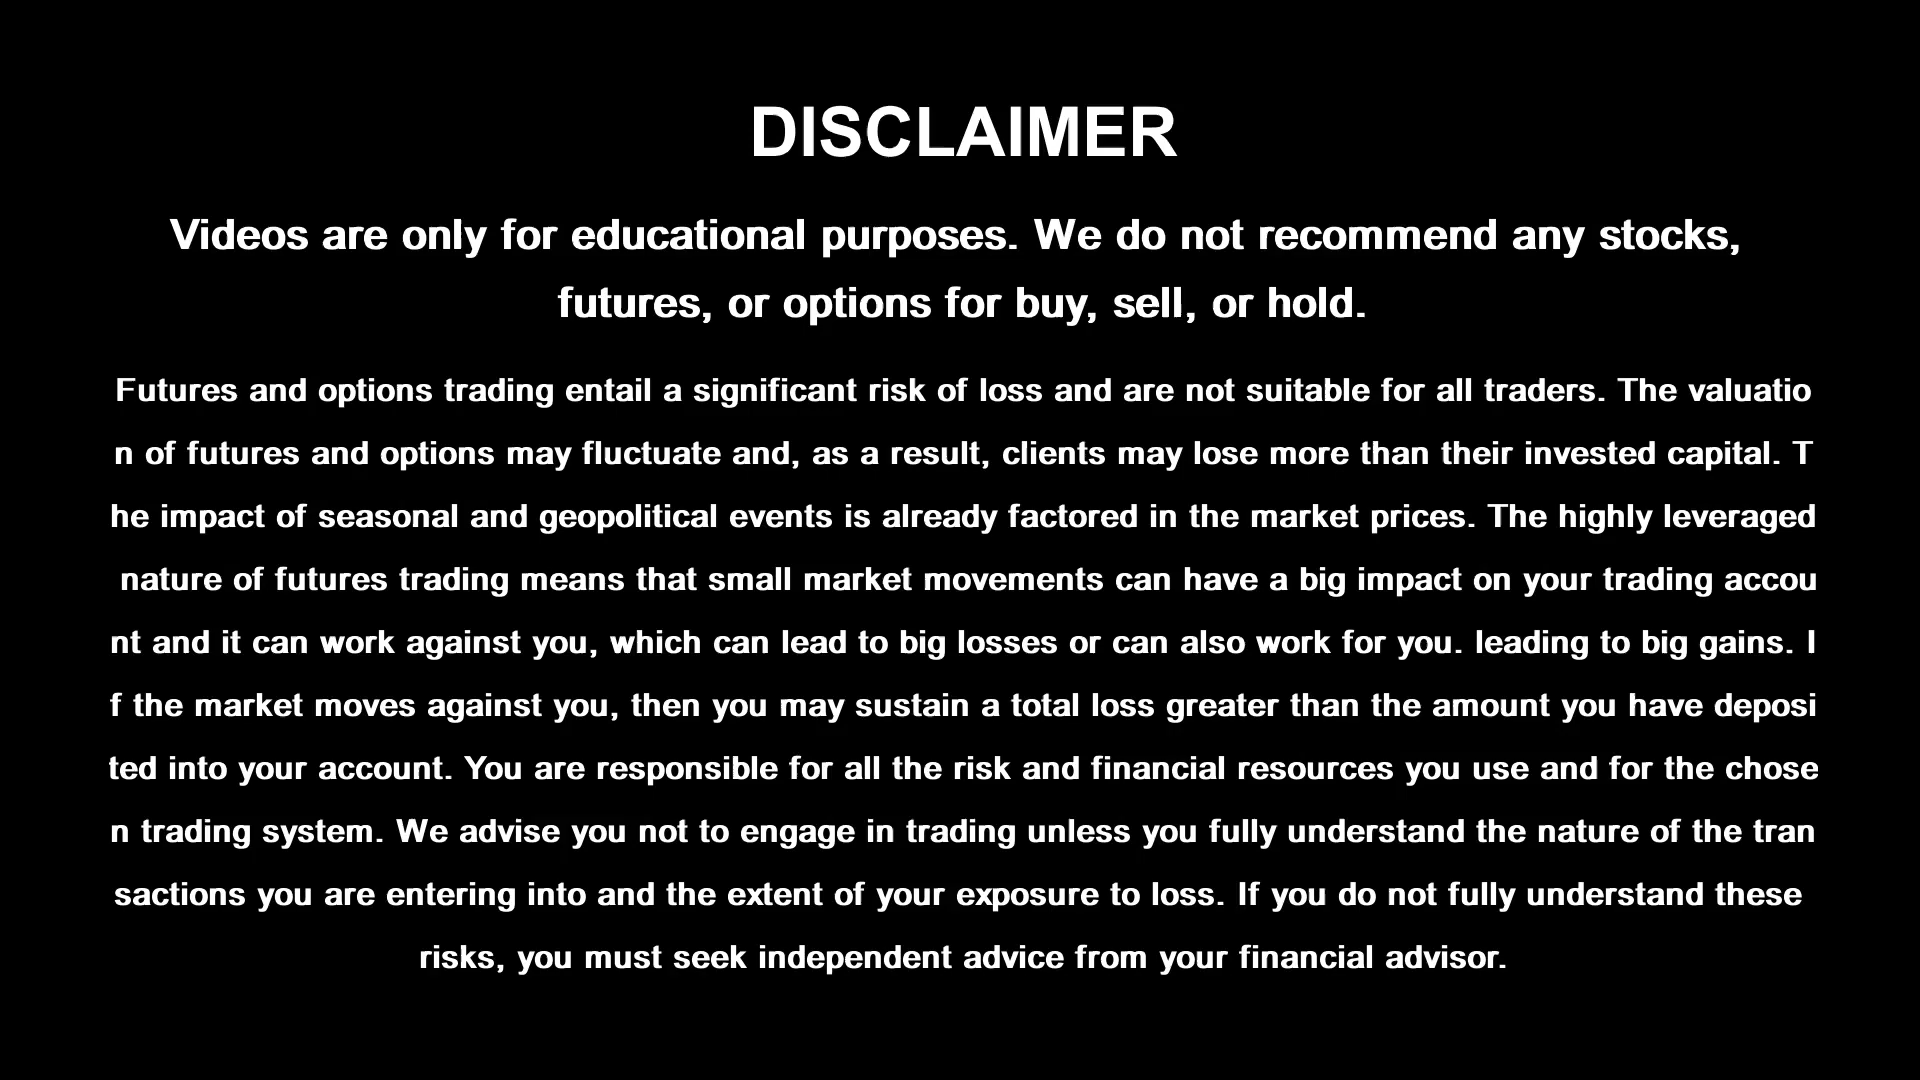 DISCLAIMER
Videos are only for educational purposes. We do not recommend any stocks,
futures, or options for buy, sell, or hold.
Futures and options trading entail a significant risk of loss and are not suitable for all traders. The valuatio
n of futures and options may fluctuate and, as a result, clients may lose more than their invested capital. T
he impact of seasonal and geopolitical events is already factored in the market prices. The highly leveraged
nature of futures trading means that small market movements can have a big impact on your trading accou
nt and it can work against you, which can lead to big losses or can also work for you. leading to big gains. I
f the market moves against you, then you may sustain a total loss greater than the amount you have deposi
ted into your account. You are responsible for all the risk and financial resources you use and for the chose
n trading system. We advise you not to engage in trading unless you fully understand the nature of the tran
sactions you are entering into and the extent of your exposure to loss. If you do not fully understand these
risks, you must seek independent advice from your financial advisor.